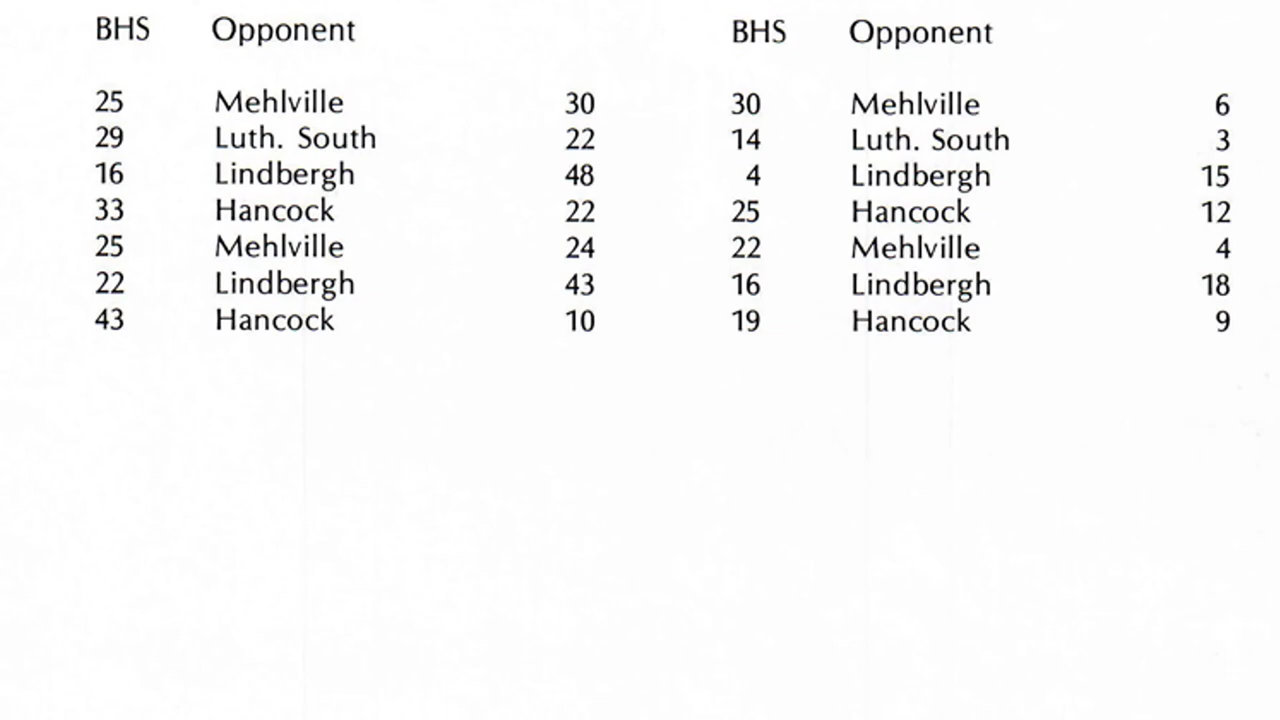 BHS Opponent
25 Mehlville 30
29 Luth. South 22
16 Lindbergh 48
33 Hancock 22
25 Mehlville 24
22 Lindbergh 43
43 Hancock 10
BHS Opponent
30 Mehlville 6
14 Luth. South 3
4 Lindbergh 15
25 Hancock 12
22 Mehlville 4
16 Lindbergh 18
19 Hancock 9